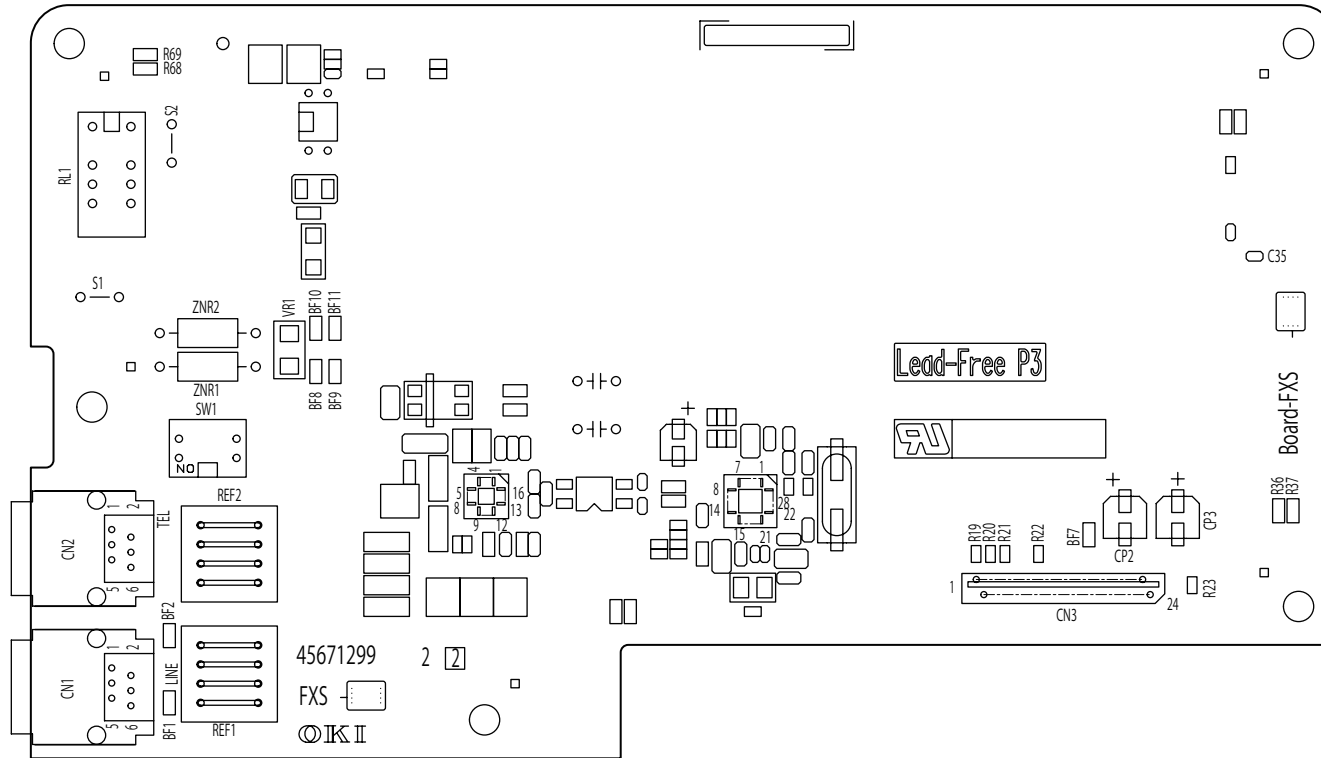 R69
R68
S2
RL1
C35
S1
ZNR2
VR1
BF10
BF11
ZNR1
BF8
BF9
SW1
NO
Lead-Free P3
Board-FXS
+
+
+
7 1
4 1
8
28
5
16
8
13
14
22
9 12
15 21
REF2
TEL
1 2
CN2
5 6
R19
R20
R21
R22
BF7
CP2
CP3
R36
R37
1
24
R23
CN3
BF2
1 2
CN1
LINE
5 6
BF1
REF1
45671299 2 2
FXS
OKI